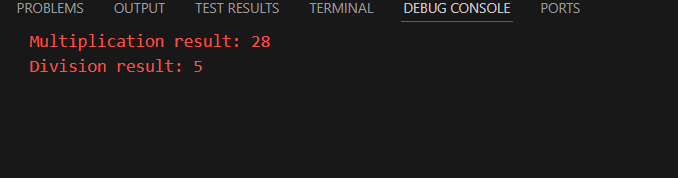 PROBLEMS OUTPUT TEST RESULTS TERMINAL DEBUG CONSOLE PORTS
Multiplication result: 28
Division result: 5